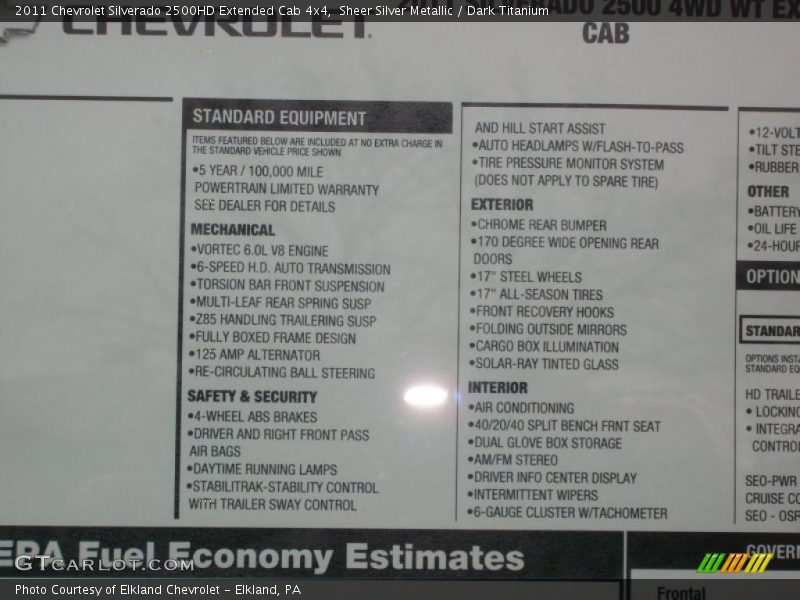 2011 Chevrolet Silverado 2500HD Extended Cab 4x4, Sheer Silver Metallic / Dark Titanium
CHEVROLET
SILVERADO 2500 4WD WT
CAB
STANDARD EQUIPMENT
ITEMS FEATURED BELOW ARE INCLUDED AT NO EXTRA CHARGE IN
THE STANDARD VEHICLE PRICE SHOWN
•5 YEAR / 100,000 MILE
POWERTRAIN LIMITED WARRANTY
SEE DEALER FOR DETAILS
MECHANICAL
•VORTEC 6.0L V8 ENGINE
•6-SPEED H.D. AUTO TRANSMISSION
•TORSION BAR FRONT SUSPENSION
•MULTI-LEAF REAR SPRING SUSP
•Z85 HANDLING TRAILERING SUSP
•FULLY BOXED FRAME DESIGN
•125 AMP ALTERNATOR
•RE-CIRCULATING BALL STEERING
SAFETY & SECURITY
•4-WHEEL ABS BRAKES
•DRIVER AND RIGHT FRONT PASS
AIR BAGS
•DAYTIME RUNNING LAMPS
•STABILITRAK-STABILITY CONTROL
WITH TRAILER SWAY CONTROL
AND HILL START ASSIST
•AUTO HEADLAMPS W/FLASH-TO-PASS
•TIRE PRESSURE MONITOR SYSTEM
(DOES NOT APPLY TO SPARE TIRE)
EXTERIOR
•CHROME REAR BUMPER
•170 DEGREE WIDE OPENING REAR
DOORS
•17" STEEL WHEELS
•17" ALL-SEASON TIRES
•FRONT RECOVERY HOOKS
•FOLDING OUTSIDE MIRRORS
•CARGO BOX ILLUMINATION
•SOLAR-RAY TINTED GLASS
INTERIOR
•AIR CONDITIONING
•40/20/40 SPLIT BENCH FRNT SEAT
•DUAL GLOVE BOX STORAGE
•AM/FM STEREO
•DRIVER INFO CENTER DISPLAY
•INTERMITTENT WIPERS
•6-GAUGE CLUSTER W/TACHOMETER
•12-VOLT
•TILT STE
•RUBBER
OTHER
•BATTERY
•OIL LIFE
•24-HOUR
OPTION
STANDARD
OPTIONS INSTA
STANDARD EQ
HD TRAILE
• LOCKING
• INTEGRA
CONTROL
SEO-PWR
CRUISE CO
SEO - OSR
EPA Fuel Economy Estimates
GOVERN
Frontal
GTcarlot.com
Photo Courtesy of Elkland Chevrolet – Elkland, PA